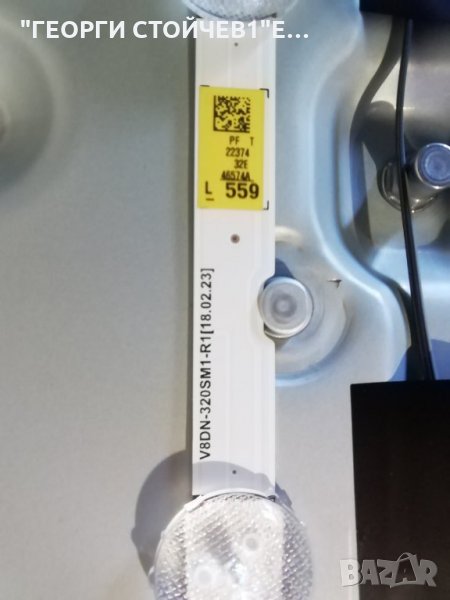 "ГЕОРГИ СТОЙЧЕВ1"Е...
PF T
22374
32E
46574A
L 559
V8DN-320SM1-R1[18.02.23]
BAZAR